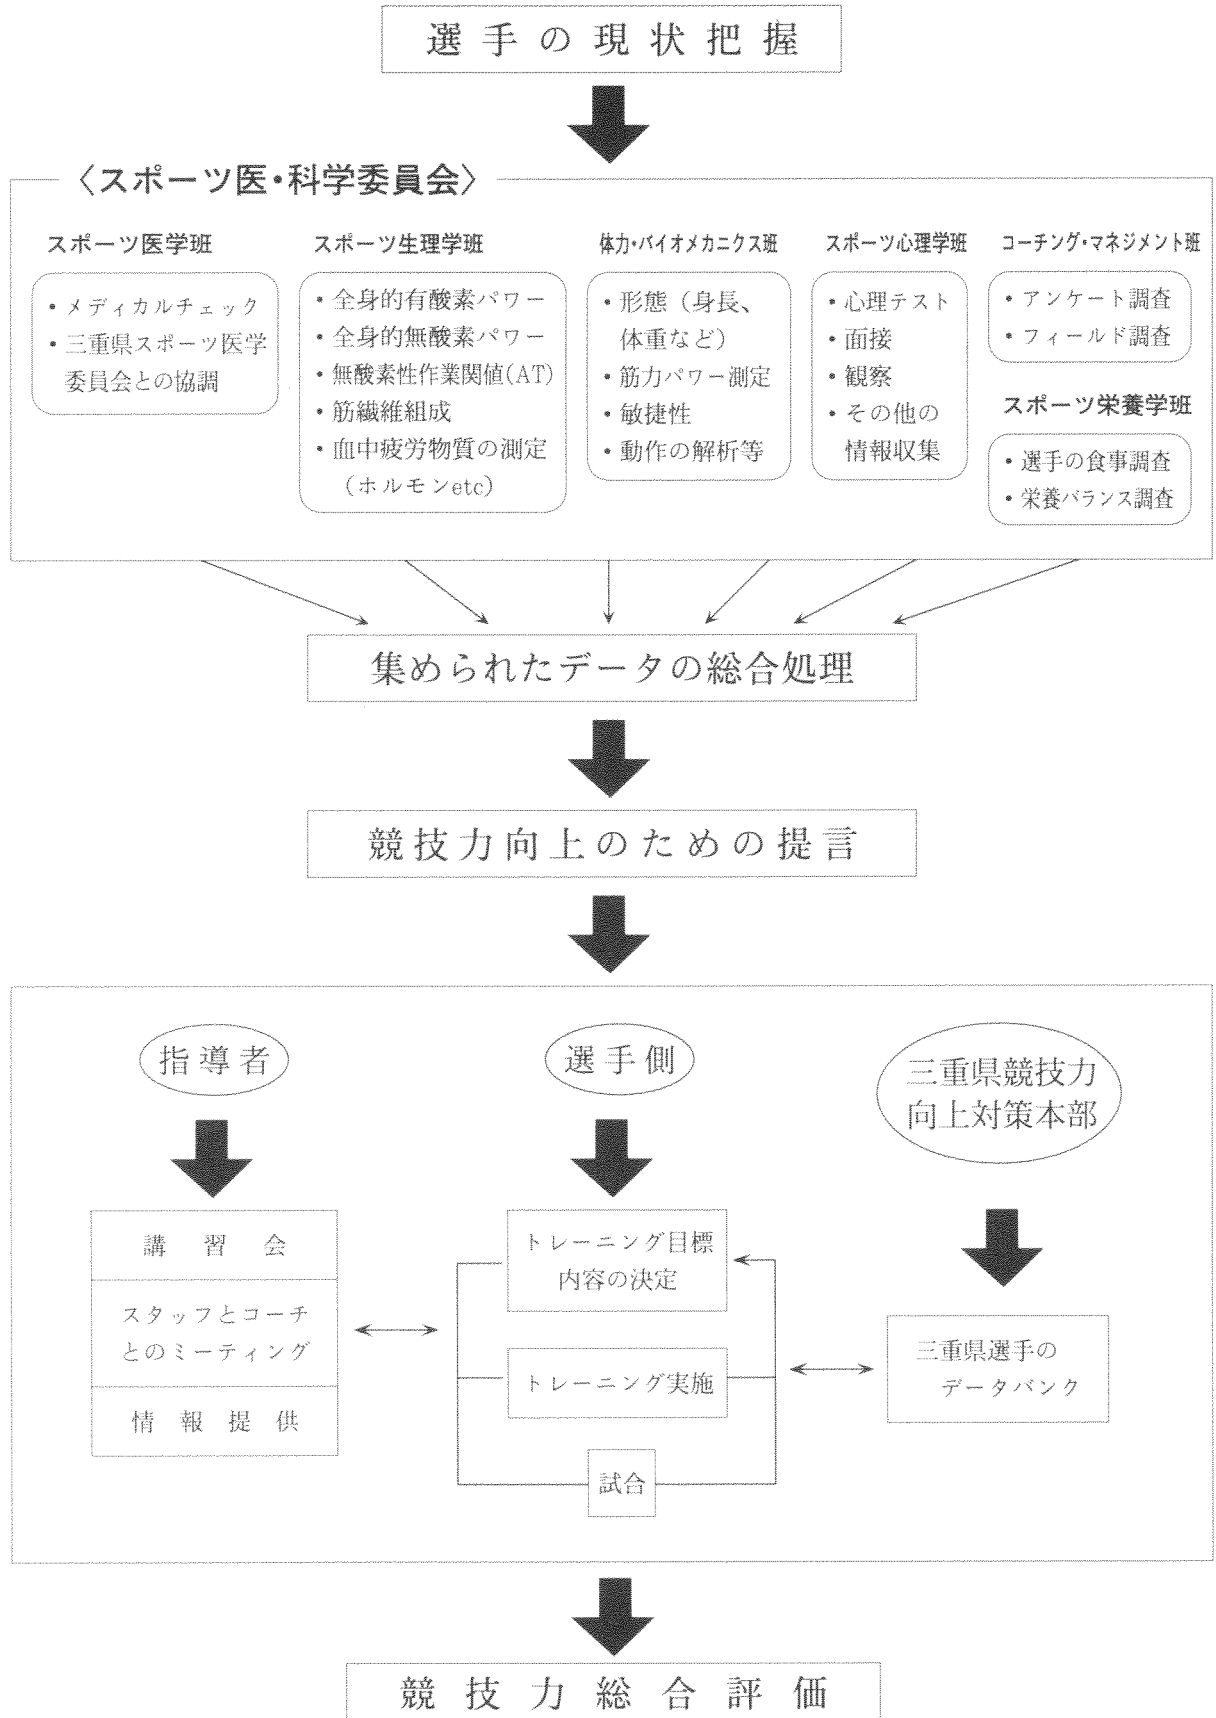 選手の現状把握
〈スポーツ医・科学委員会〉
スポーツ医学班
・メディカルチェック
・三重県スポーツ医学
委員会との協調
スポーツ生理学班
・全身的有酸素パワー
・全身的無酸素パワー
・無酸素性作業関値(AT)
・筋繊維組成
・血中疲労物質の測定
(ホルモンetc)
体力・バイオメカニクス班
・形態(身長、
体重など)
・筋力パワー測定
・敏捷性
・動作の解析等
スポーツ心理学班
・心理テスト
・面接
・観察
・その他の
情報収集
コーチング・マネジメント班
・アンケート調査
・フィールド調査
スポーツ栄養学班
・選手の食事調査
・栄養バランス調査
集められたデータの総合処理
競技力向上のための提言
指導者
講習会
スタッフとコーチ
とのミーティング
情報提供
選手側
トレーニング目標
内容の決定
トレーニング実施
試合
三重県競技力
向上対策本部
三重県選手の
データバンク
競技力総合評価